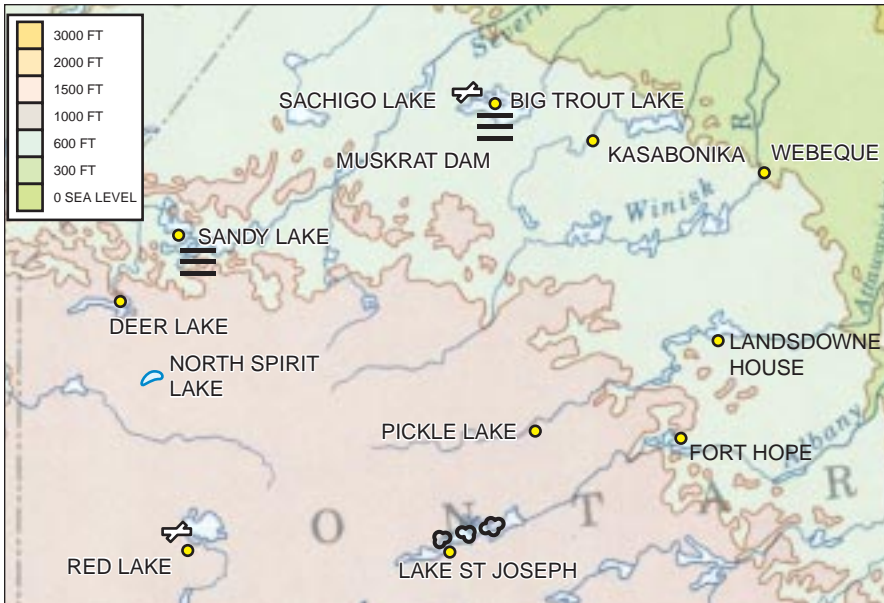 3000 FT
2000 FT
1500 FT
1000 FT
600 FT
300 FT
0 SEA LEVEL
Severn
SACHIGO LAKE
BIG TROUT LAKE
MUSKRAT DAM
KASABONIKA
WEBEQUE
R
Winisk
SANDY LAKE
DEER LAKE
NORTH SPIRIT
LAKE
LANDSDOWNE
HOUSE
PICKLE LAKE
FORT HOPE
Albany
O N T A R
RED LAKE
LAKE ST JOSEPH